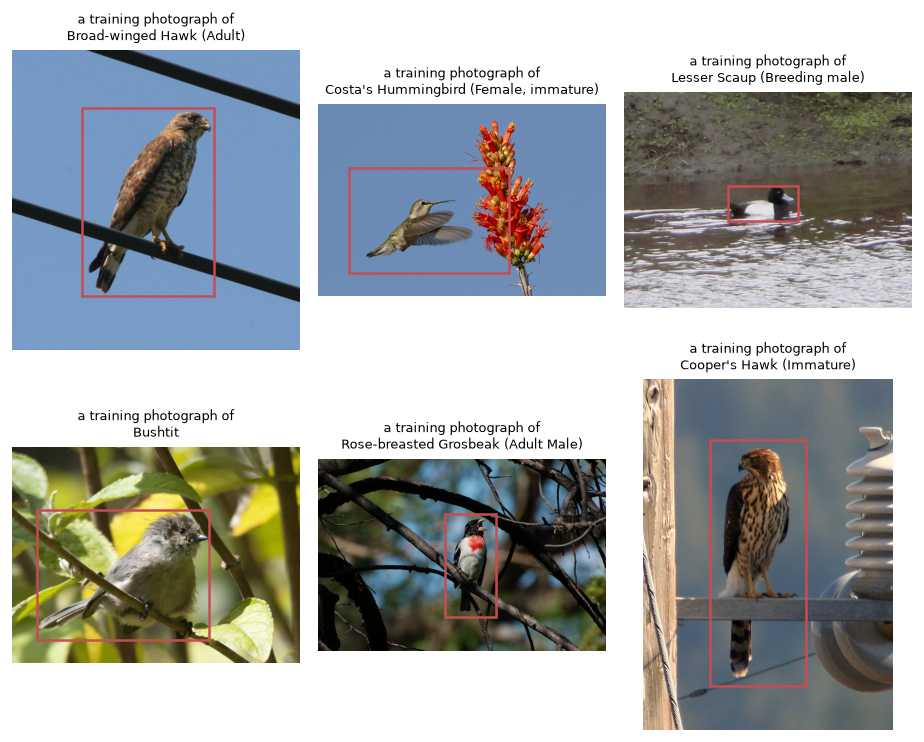 a training photograph of
Broad-winged Hawk (Adult)
a training photograph of
Costa's Hummingbird (Female, immature)
a training photograph of
Lesser Scaup (Breeding male)
a training photograph of
Bushtit
a training photograph of
Rose-breasted Grosbeak (Adult Male)
a training photograph of
Cooper's Hawk (Immature)